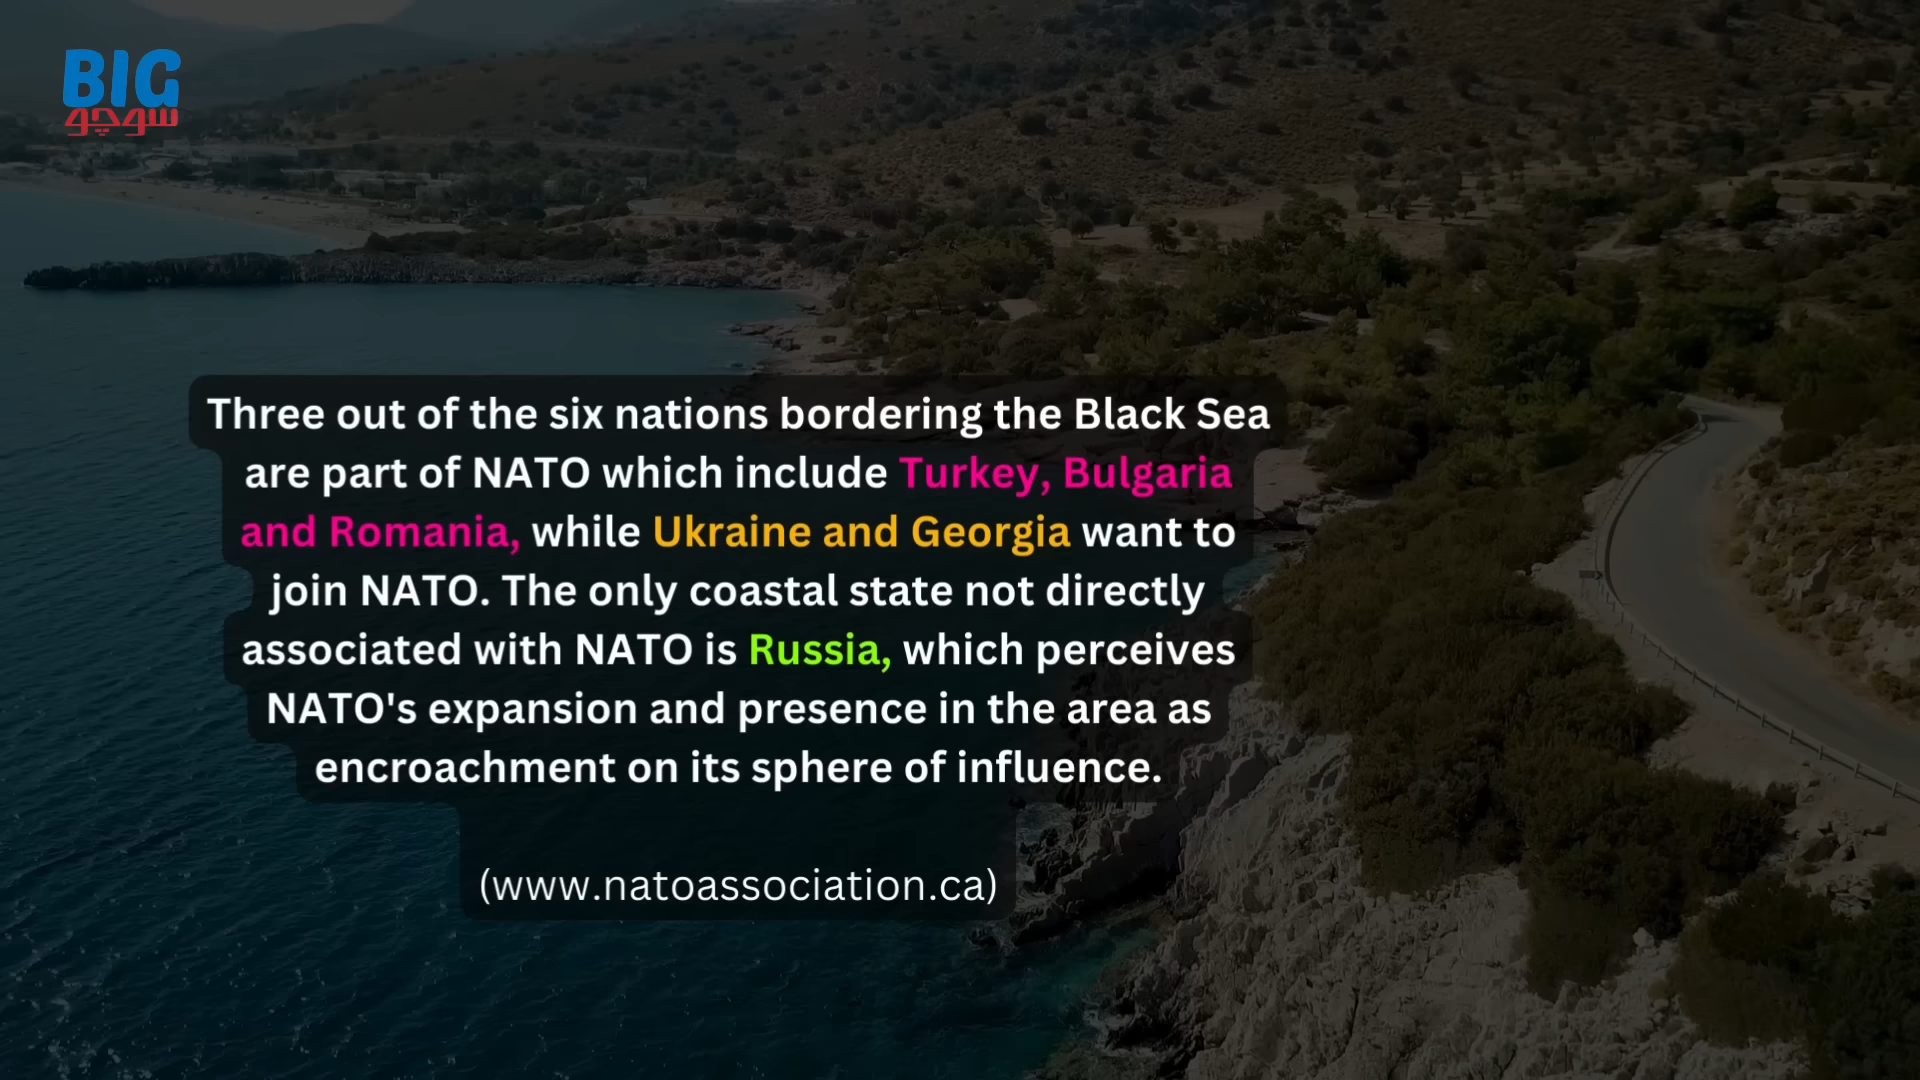 BIG
سوچو
Three out of the six nations bordering the Black Sea
are part of NATO which include Turkey, Bulgaria
and Romania, while Ukraine and Georgia want to
join NATO. The only coastal state not directly
associated with NATO is Russia, which perceives
NATO's expansion and presence in the area as
encroachment on its sphere of influence.
(www.natoassociation.ca)